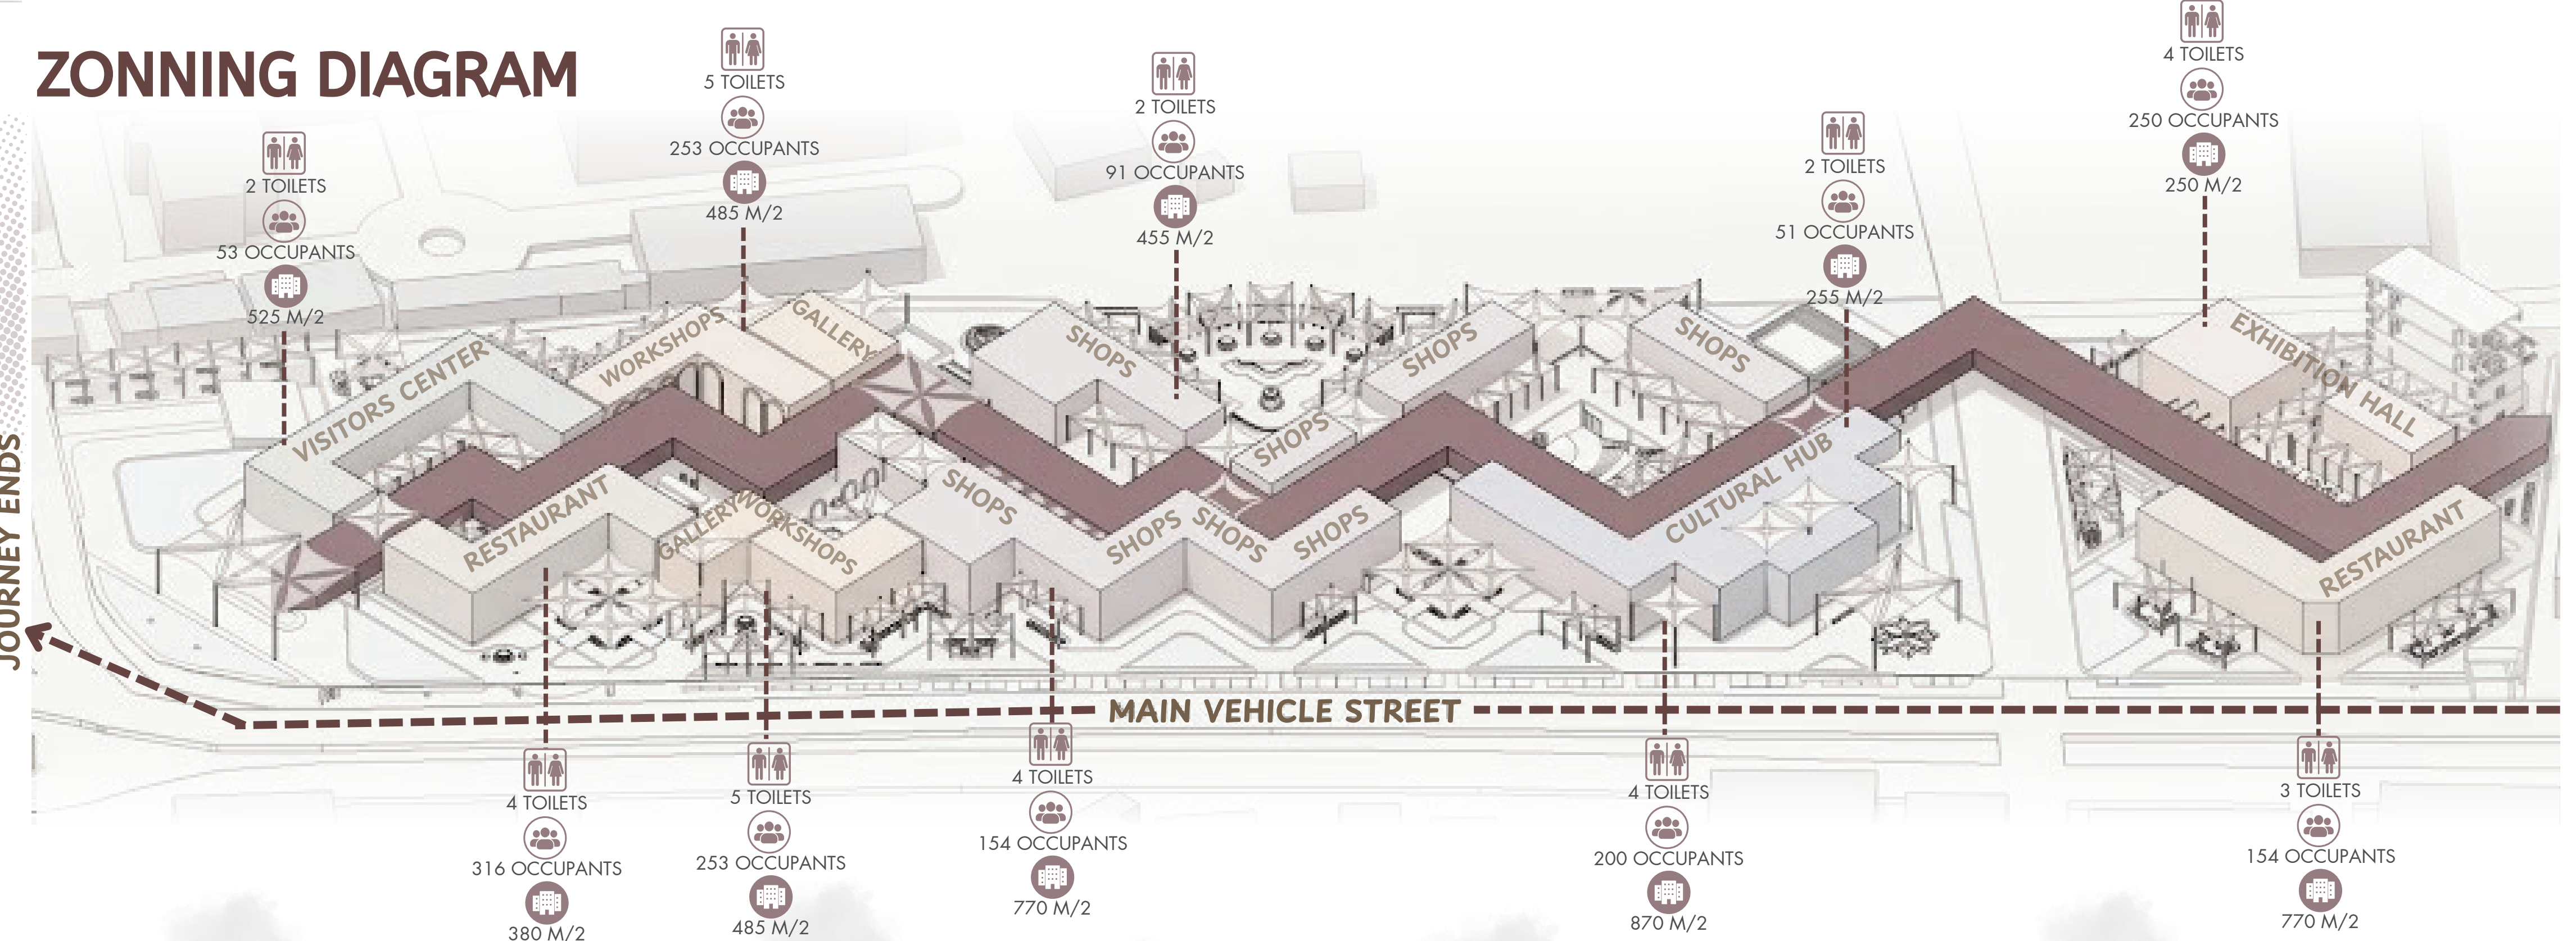 ZONNING DIAGRAM
2 TOILETS
53 OCCUPANTS
525 M/2
5 TOILETS
253 OCCUPANTS
485 M/2
2 TOILETS
91 OCCUPANTS
455 M/2
2 TOILETS
51 OCCUPANTS
255 M/2
4 TOILETS
250 OCCUPANTS
250 M/2
VISITORS CENTER
WORKSHOPS
GALLERY
SHOPS
SHOPS
SHOPS
SHOPS
EXHIBITION HALL
RESTAURANT
GALLERY
WORKSHOPS
SHOPS
SHOPS
SHOPS
SHOPS
CULTURAL HUB
RESTAURANT
JOURNEY ENDS
MAIN VEHICLE STREET
4 TOILETS
316 OCCUPANTS
380 M/2
5 TOILETS
253 OCCUPANTS
485 M/2
4 TOILETS
154 OCCUPANTS
770 M/2
4 TOILETS
200 OCCUPANTS
870 M/2
3 TOILETS
154 OCCUPANTS
770 M/2